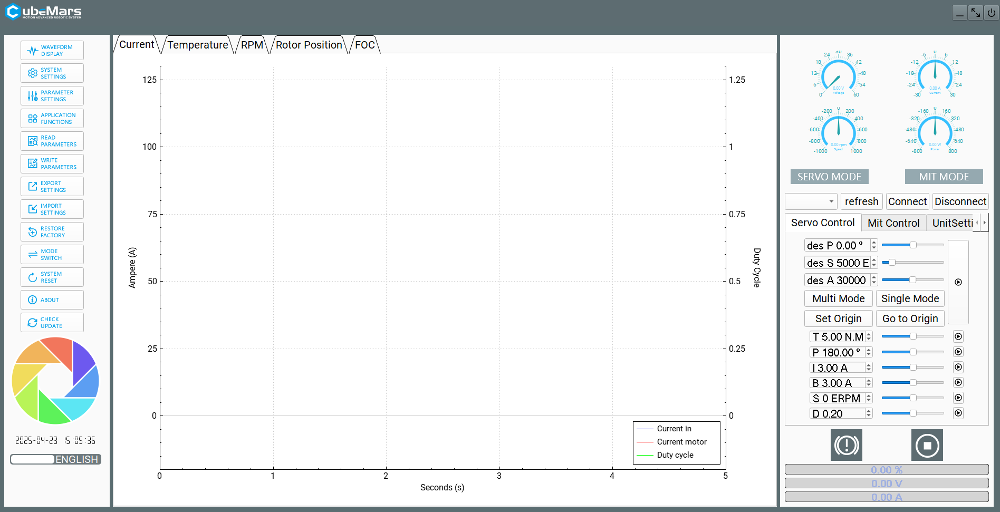 CubeMars
MOTION ADVANCED ROBOTIC SYSTEM
WAVEFORM
DISPLAY
SYSTEM
SETTINGS
PARAMETER
SETTINGS
APPLICATION
FUNCTIONS
READ
PARAMETERS
WRITE
PARAMETERS
EXPORT
SETTINGS
IMPORT
SETTINGS
RESTORE
FACTORY
MODE
SWITCH
SYSTEM
RESET
ABOUT
CHECK
UPDATE
2025-04-23 15:05:36
ENGLISH
Current Temperature RPM Rotor Position FOC
125 1.25
100 1
75 0.75
50 0.5
25 0.25
0 0
Ampere (A)
Duty Cycle
Current in
Current motor
Duty cycle
0 1 2 3 4 5
Seconds (s)
0 6 12 18 24 30 36 42 48 54 60
0.00 V
Voltage
-30 -24 -18 -12 -6 0 6 12 18 24 30
0.00 A
Current
-1000 -800 -600 -400 -200 0 200 400 600 800 1000
0.00 rpm
Speed
-800 -640 -480 -320 -160 0 160 320 480 640 800
0.00 W
Power
SERVO MODE MIT MODE
refresh Connect Disconnect
Servo Control Mit Control UnitSetti
des P 0.00 º
des S 5000 E
des A 30000
Multi Mode Single Mode
Set Origin Go to Origin
T 5.00 N.M
P 180.00 º
I 3.00 A
B 3.00 A
S 0 ERPM
D 0.20
0.00 %
0.00 V
0.00 A